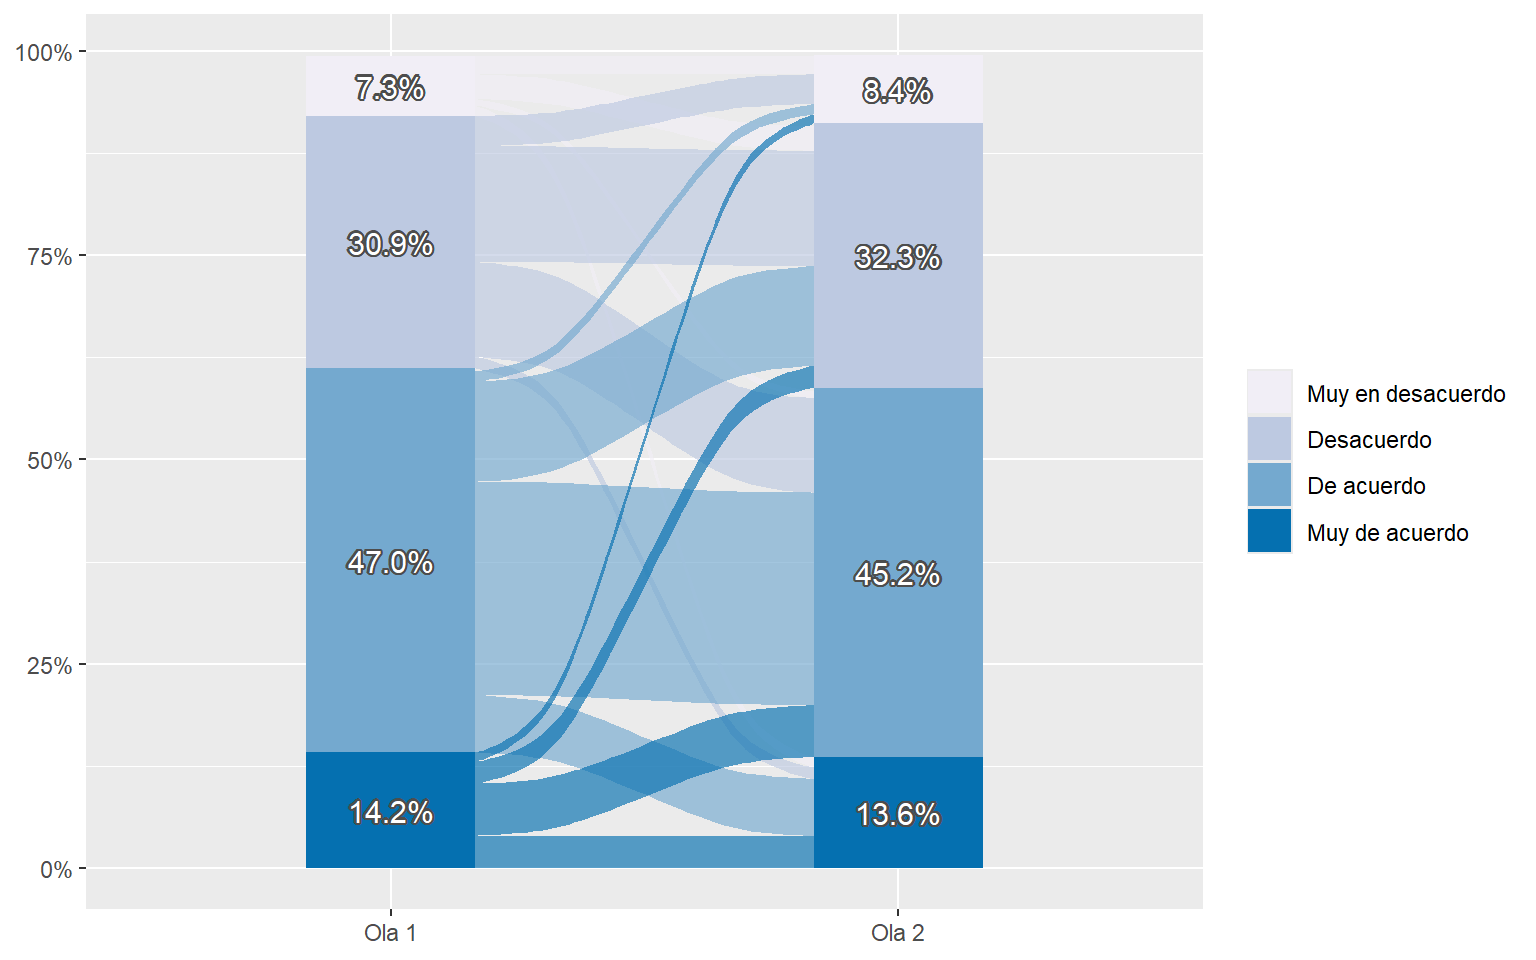 100%
75%
50%
25%
0%
7.3%
30.9%
47.0%
14.2%
8.4%
32.3%
45.2%
13.6%
Ola 1
Ola 2
Muy en desacuerdo
Desacuerdo
De acuerdo
Muy de acuerdo